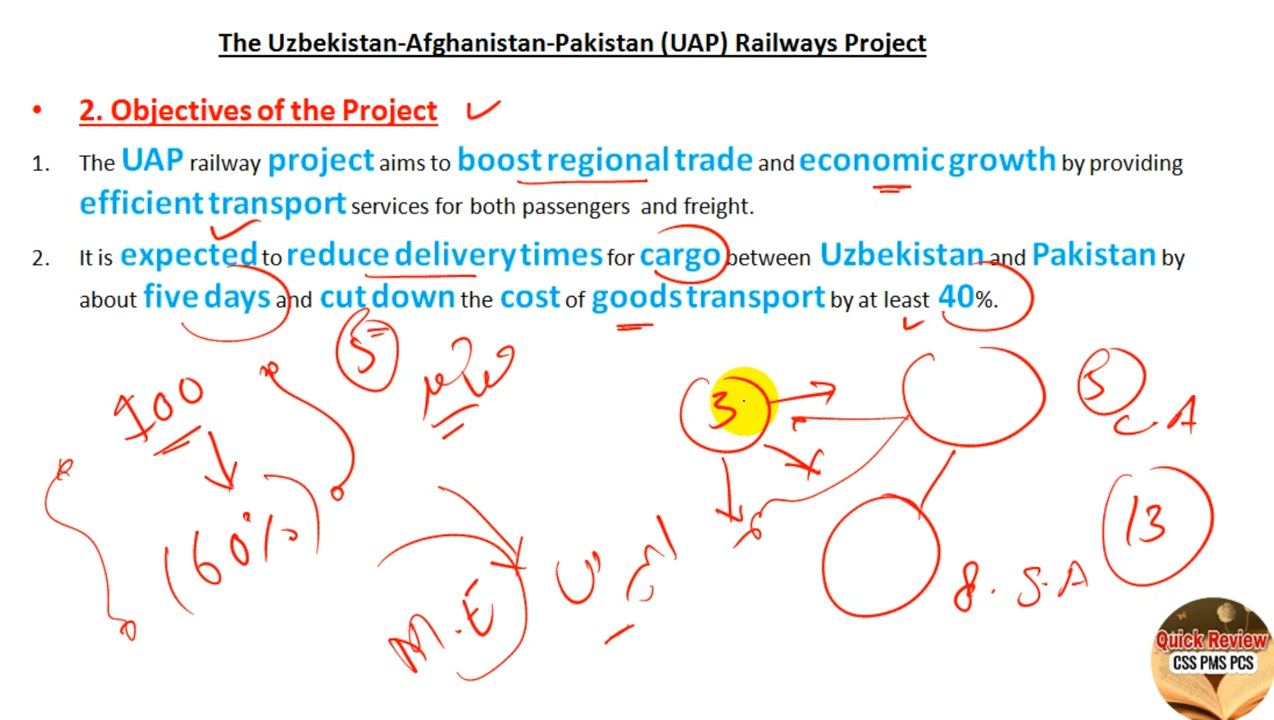 The Uzbekistan-Afghanistan-Pakistan (UAP) Railways Project
• 2. Objectives of the Project
1. The UAP railway project aims to boost regional trade and economic growth by providing
efficient transport services for both passengers and freight.
2. It is expected to reduce delivery times for cargo between Uzbekistan and Pakistan by
about five days and cut down the cost of goods transport by at least 40%.
5
100
3
5
C.A
60%
13
M.E
8. S.A
Quick Review
CSS PMS PCS